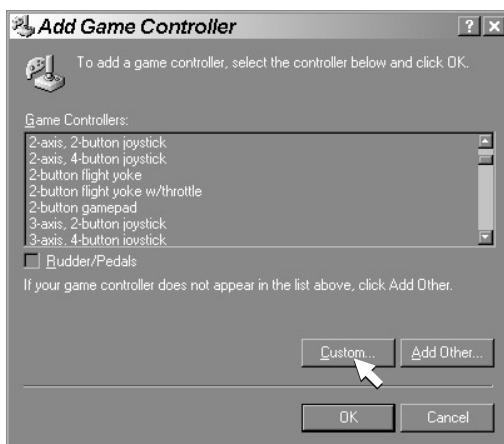 Add Game Controller
To add a game controller, select the controller below and click OK.
Game Controllers:
2-axis, 2-button joystick
2-axis, 4-button joystick
2-button flight yoke
2-button flight yoke w/throttle
2-button gamepad
3-axis, 2-button joystick
3-axis, 4-button joystick
Rudder/Pedals
If your game controller does not appear in the list above, click Add Other.
Custom... Add Other...
OK Cancel